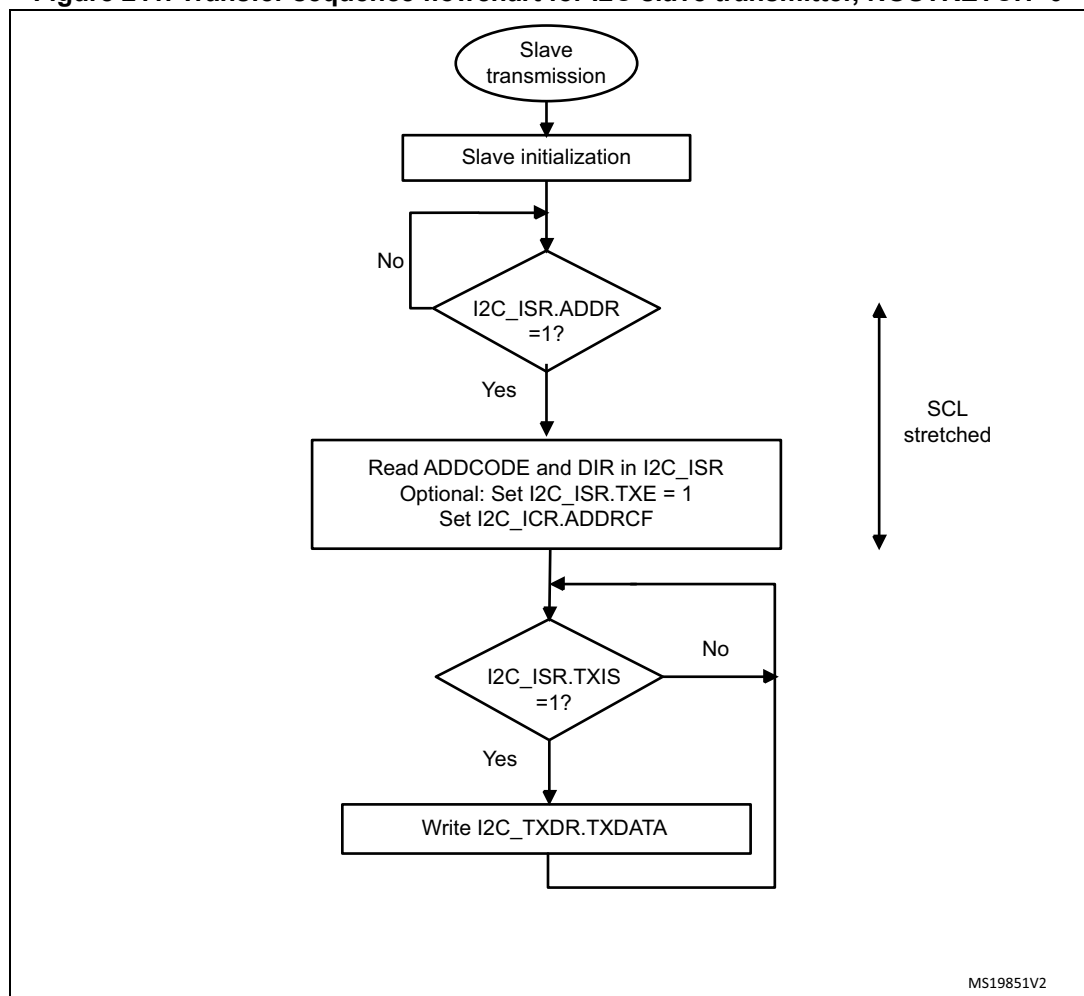 Slave
transmission
Slave initialization
No
I2C_ISR.ADDR
=1?
Yes
SCL
stretched
Read ADDCODE and DIR in I2C_ISR
Optional: Set I2C_ISR.TXE = 1
Set I2C_ICR.ADDRCF
No
I2C_ISR.TXIS
=1?
Yes
Write I2C_TXDR.TXDATA
MS19851V2